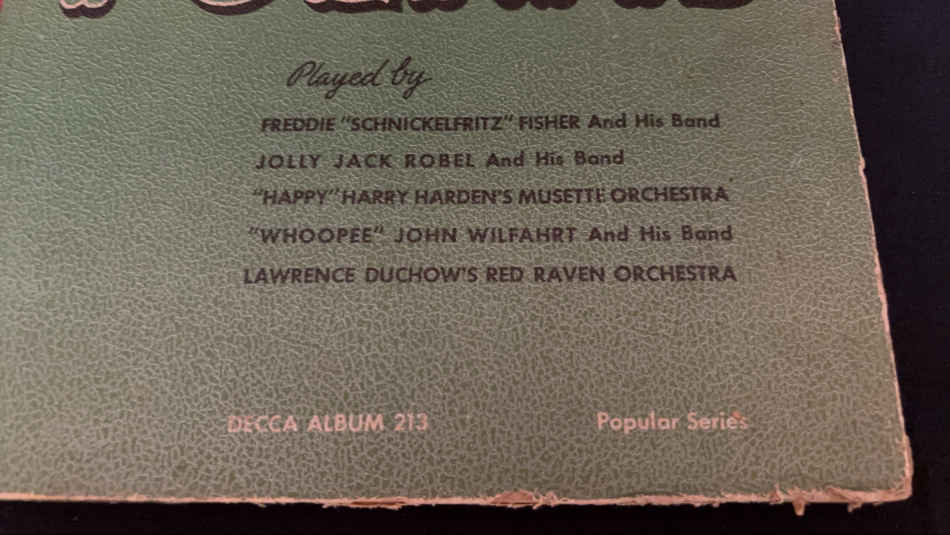 Played by
FREDDIE "SCHNICKELFRITZ" FISHER And His Band
JOLLY JACK ROBEL And His Band
"HAPPY" HARRY HARDEN'S MUSETTE ORCHESTRA
"WHOOPEE" JOHN WILFAHRT And His Band
LAWRENCE DUCHOW'S RED RAVEN ORCHESTRA
DECCA ALBUM 213 Popular Series